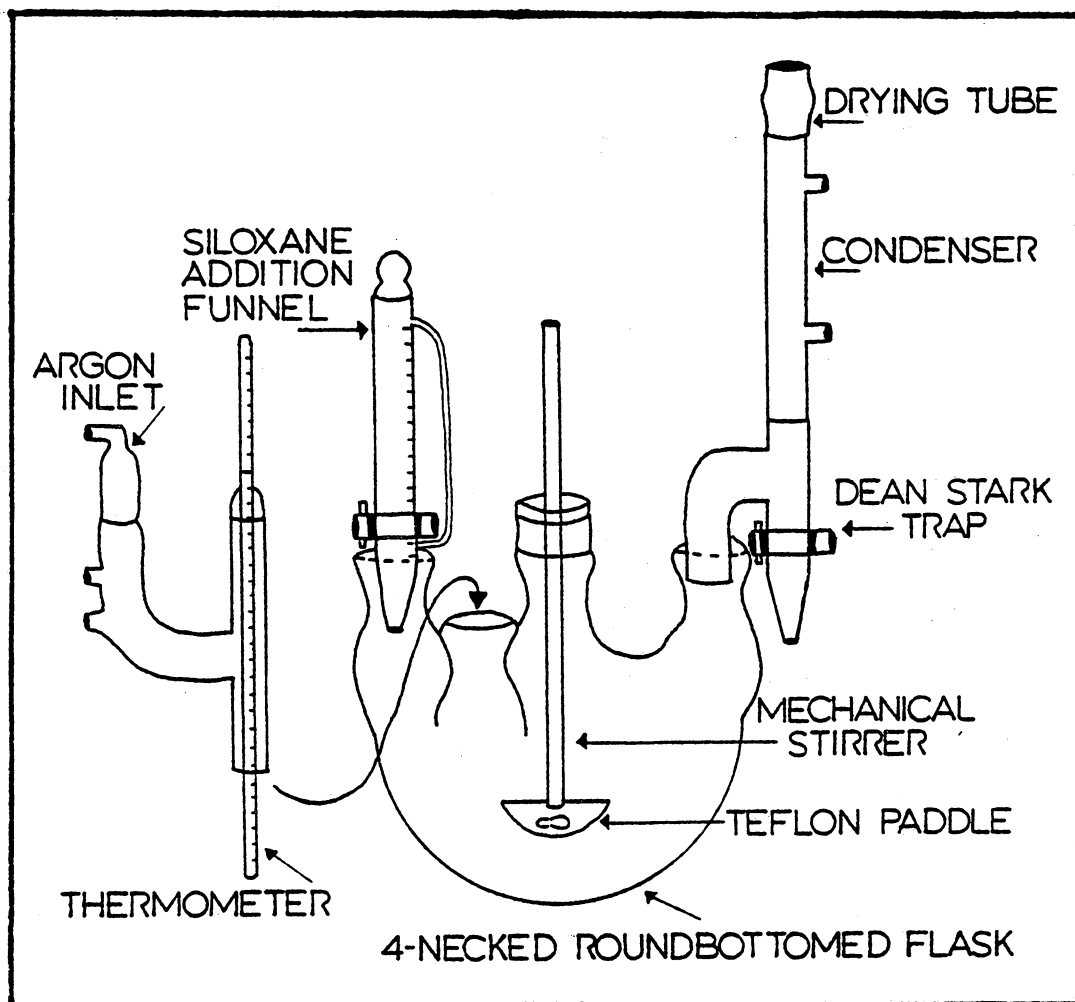 DRYING TUBE
SILOXANE
ADDITION
FUNNEL
CONDENSER
ARGON
INLET
DEAN STARK
TRAP
MECHANICAL
STIRRER
TEFLON PADDLE
THERMOMETER
4-NECKED ROUNDBOTTOMED FLASK